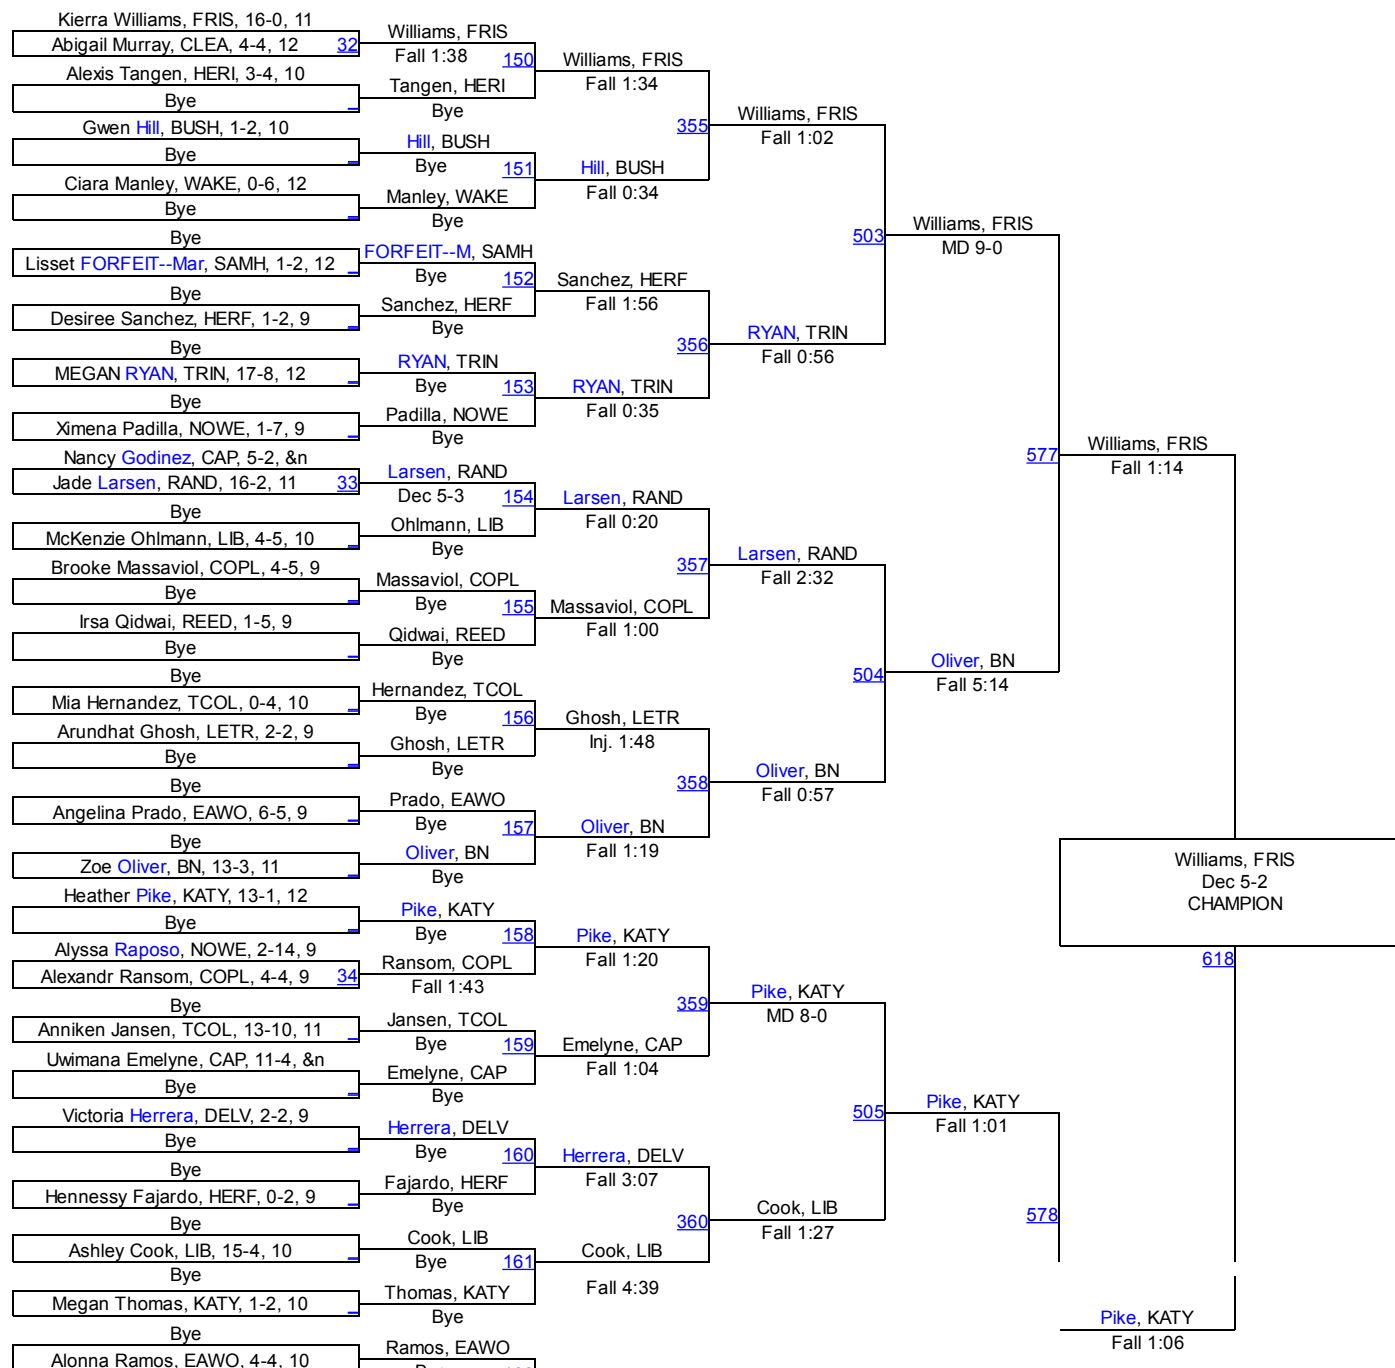 Kierra Williams, FRIS, 16-0, 11
Abigail Murray, CLEA, 4-4, 12 32
Alexis Tangen, HERI, 3-4, 10
Bye
Gwen Hill, BUSH, 1-2, 10
Bye
Ciara Manley, WAKE, 0-6, 12
Bye
Bye
Lisset FORFEIT--Mar, SAMH, 1-2, 12
Bye
Desiree Sanchez, HERF, 1-2, 9
Bye
MEGAN RYAN, TRIN, 17-8, 12
Bye
Ximena Padilla, NOWE, 1-7, 9
Nancy Godinez, CAP, 5-2, &n
Jade Larsen, RAND, 16-2, 11 33
Bye
McKenzie Ohlmann, LIB, 4-5, 10
Brooke Massaviol, COPL, 4-5, 9
Bye
Irsa Qidwai, REED, 1-5, 9
Bye
Bye
Mia Hernandez, TCOL, 0-4, 10
Arundhat Ghosh, LETR, 2-2, 9
Bye
Bye
Angelina Prado, EAWO, 6-5, 9
Bye
Zoe Oliver, BN, 13-3, 11
Heather Pike, KATY, 13-1, 12
Bye
Alyssa Raposo, NOWE, 2-14, 9
Alexandr Ransom, COPL, 4-4, 9 34
Bye
Anniken Jansen, TCOL, 13-10, 11
Uwimana Emelyne, CAP, 11-4, &n
Bye
Victoria Herrera, DELV, 2-2, 9
Bye
Bye
Hennessy Fajardo, HERF, 0-2, 9
Bye
Ashley Cook, LIB, 15-4, 10
Bye
Megan Thomas, KATY, 1-2, 10
Bye
Alonna Ramos, EAWO, 4-4, 10
Williams, FRIS
Fall 1:38 150
Tangen, HERI
Bye
Hill, BUSH
Bye 151
Manley, WAKE
Bye
FORFEIT--M, SAMH
Bye 152
Sanchez, HERF
Bye
RYAN, TRIN
Bye 153
Padilla, NOWE
Bye
Larsen, RAND
Dec 5-3 154
Ohlmann, LIB
Bye
Massaviol, COPL
Bye 155
Qidwai, REED
Bye
Hernandez, TCOL
Bye 156
Ghosh, LETR
Bye
Prado, EAWO
Bye 157
Oliver, BN
Bye
Pike, KATY
Bye 158
Ransom, COPL
Fall 1:43
Jansen, TCOL
Bye 159
Emelyne, CAP
Bye
Herrera, DELV
Bye 160
Fajardo, HERF
Bye
Cook, LIB
Bye 161
Thomas, KATY
Bye
Ramos, EAWO
Williams, FRIS
Fall 1:34
355
Hill, BUSH
Fall 0:34
Sanchez, HERF
Fall 1:56
356
RYAN, TRIN
Fall 0:35
Larsen, RAND
Fall 0:20
357
Massaviol, COPL
Fall 1:00
Ghosh, LETR
Inj. 1:48
358
Oliver, BN
Fall 1:19
Pike, KATY
Fall 1:20
359
Emelyne, CAP
Fall 1:04
Herrera, DELV
Fall 3:07
360
Cook, LIB
Fall 4:39
Williams, FRIS
Fall 1:02
503
RYAN, TRIN
Fall 0:56
Larsen, RAND
Fall 2:32
504
Oliver, BN
Fall 0:57
Pike, KATY
MD 8-0
505
Cook, LIB
Fall 1:27
Williams, FRIS
MD 9-0
577
Oliver, BN
Fall 5:14
Pike, KATY
Fall 1:01
578
Williams, FRIS
Fall 1:14
Williams, FRIS
Dec 5-2
CHAMPION
618
Pike, KATY
Fall 1:06